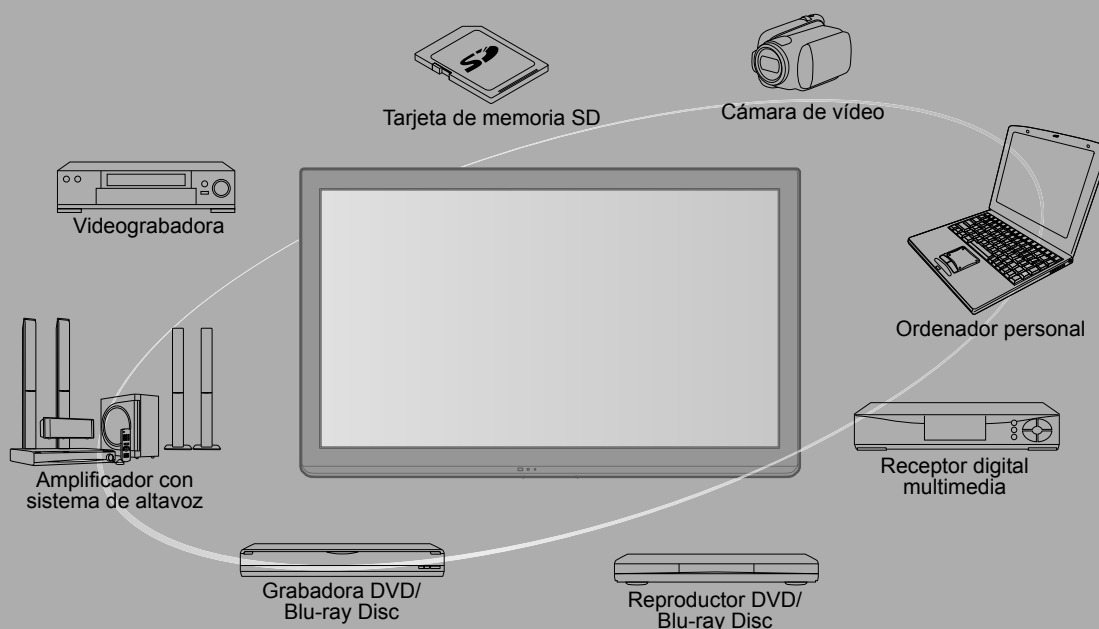 Tarjeta de memoria SD
Cámara de vídeo
Videograbadora
Ordenador personal
Amplificador con
sistema de altavoz
Receptor digital
multimedia
Grabadora DVD/
Blu-ray Disc
Reproductor DVD/
Blu-ray Disc